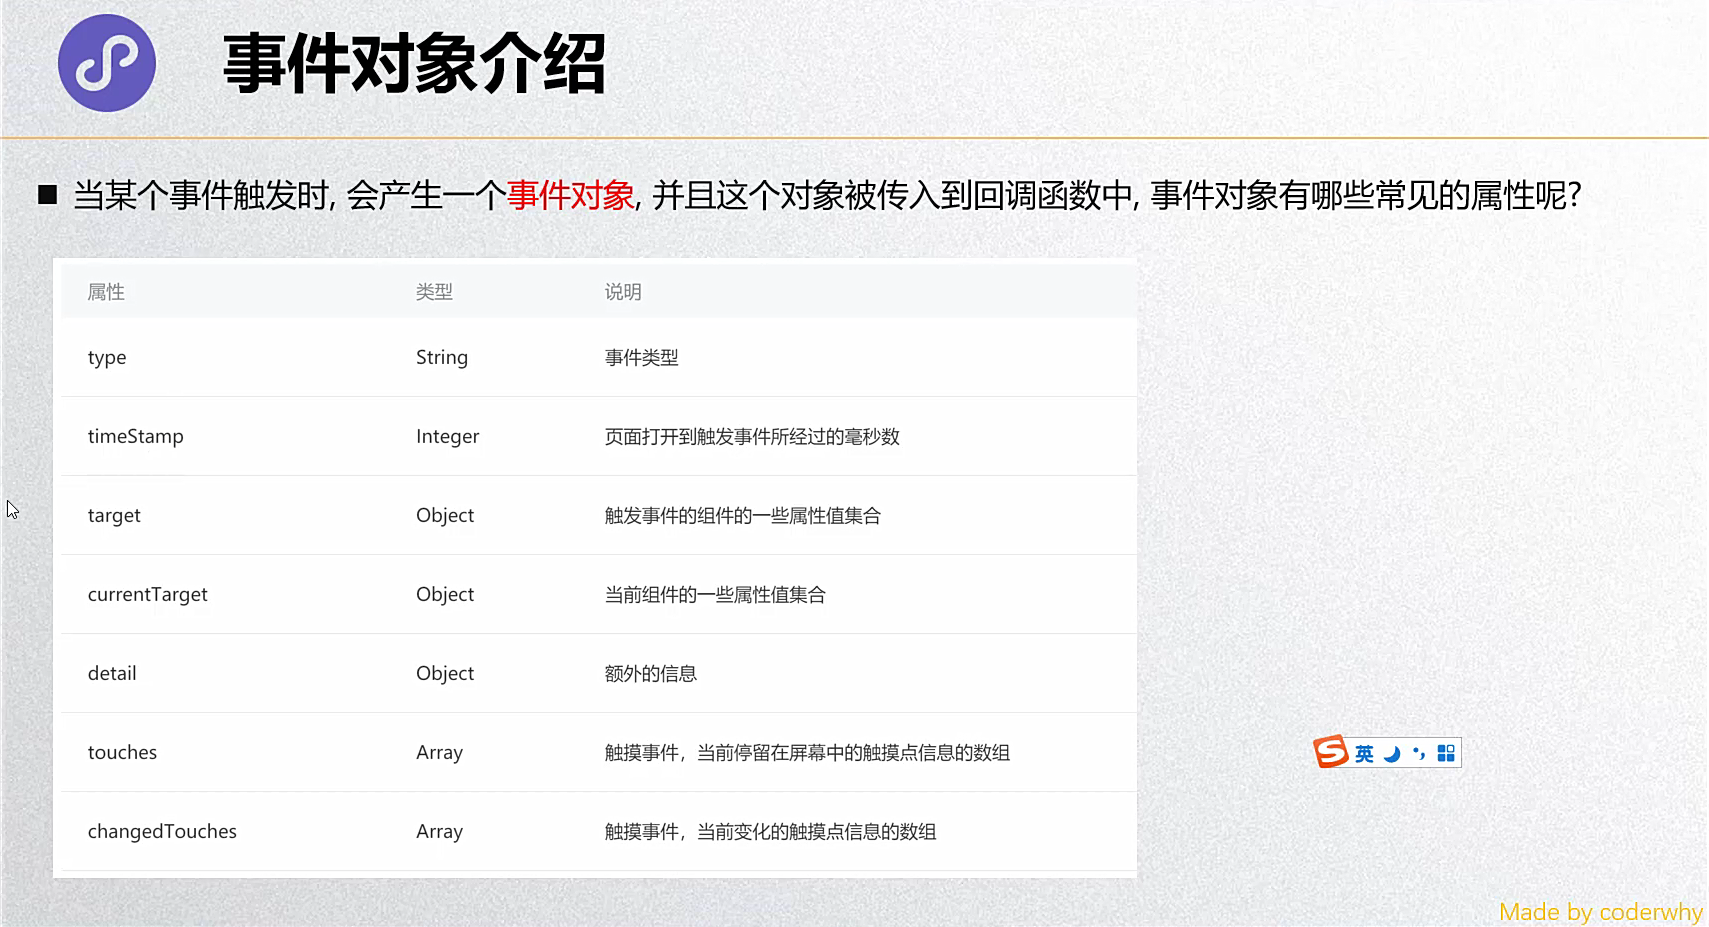 事件对象介绍
当某个事件触发时, 会产生一个事件对象, 并且这个对象被传入到回调函数中, 事件对象有哪些常见的属性呢?
属性 类型 说明
type String 事件类型
timeStamp Integer 页面打开到触发事件所经过的毫秒数
target Object 触发事件的组件的一些属性值集合
currentTarget Object 当前组件的一些属性值集合
detail Object 额外的信息
touches Array 触摸事件，当前停留在屏幕中的触摸点信息的数组
changedTouches Array 触摸事件，当前变化的触摸点信息的数组
S 英
Made by coderwhy